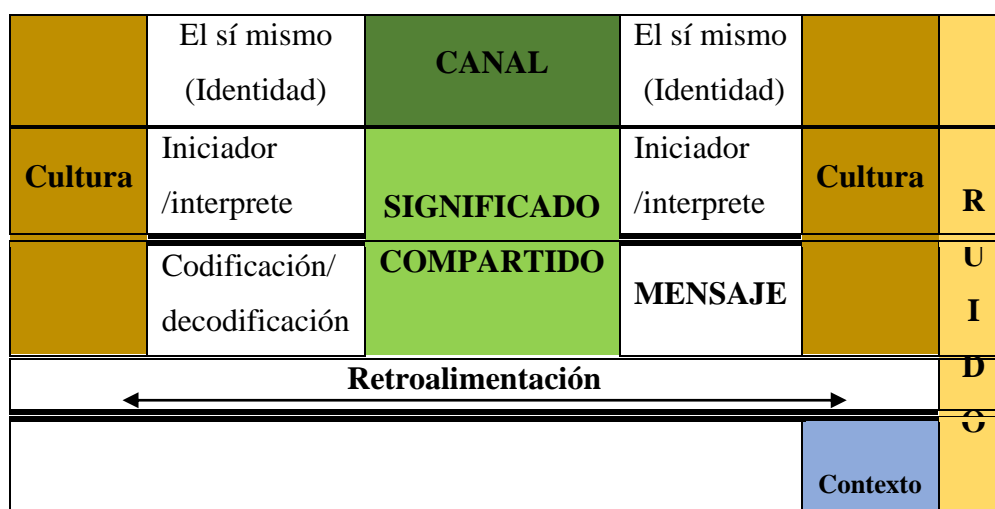 El sí mismo
(Identidad)
CANAL
El sí mismo
(Identidad)
Cultura
Iniciador
/interprete
SIGNIFICADO
COMPARTIDO
Iniciador
/interprete
Cultura
Codificación/
decodificación
MENSAJE
R
U
I
D
O
Retroalimentación
Contexto